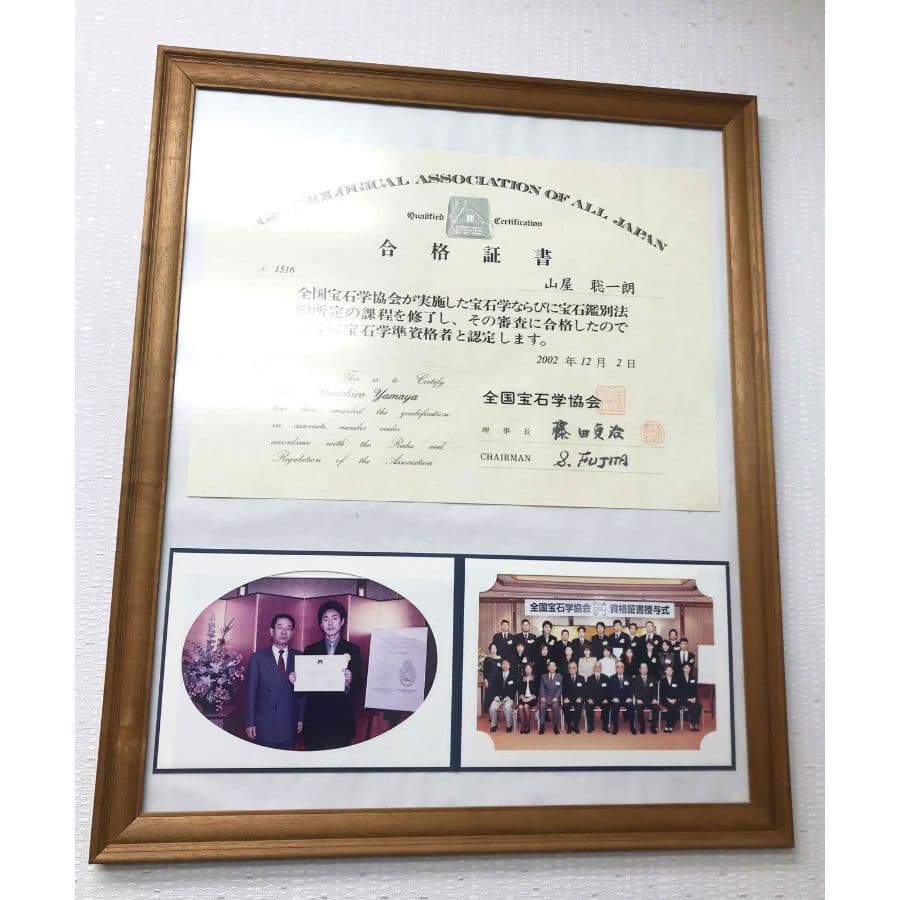 GEMMOLOGICAL ASSOCIATION OF ALL JAPAN
Qualified Certification
合格証書
1516
山屋 聡一朗
全国宝石学協会が実施した宝石学ならびに宝石鑑別法
の所定の課程を修了し、その審査に合格したので
ここに宝石学準資格者と認定します。
2002 年 12 月 2 日
This is to Certify
Yamaya
has been awarded the qualification
in associate member under
accordance with the Rules and
Regulation of the Association
全国宝石学協会
理事長 藤田貞治
CHAIRMAN S. FUJITA
全国宝石学協会 資格証書授与式